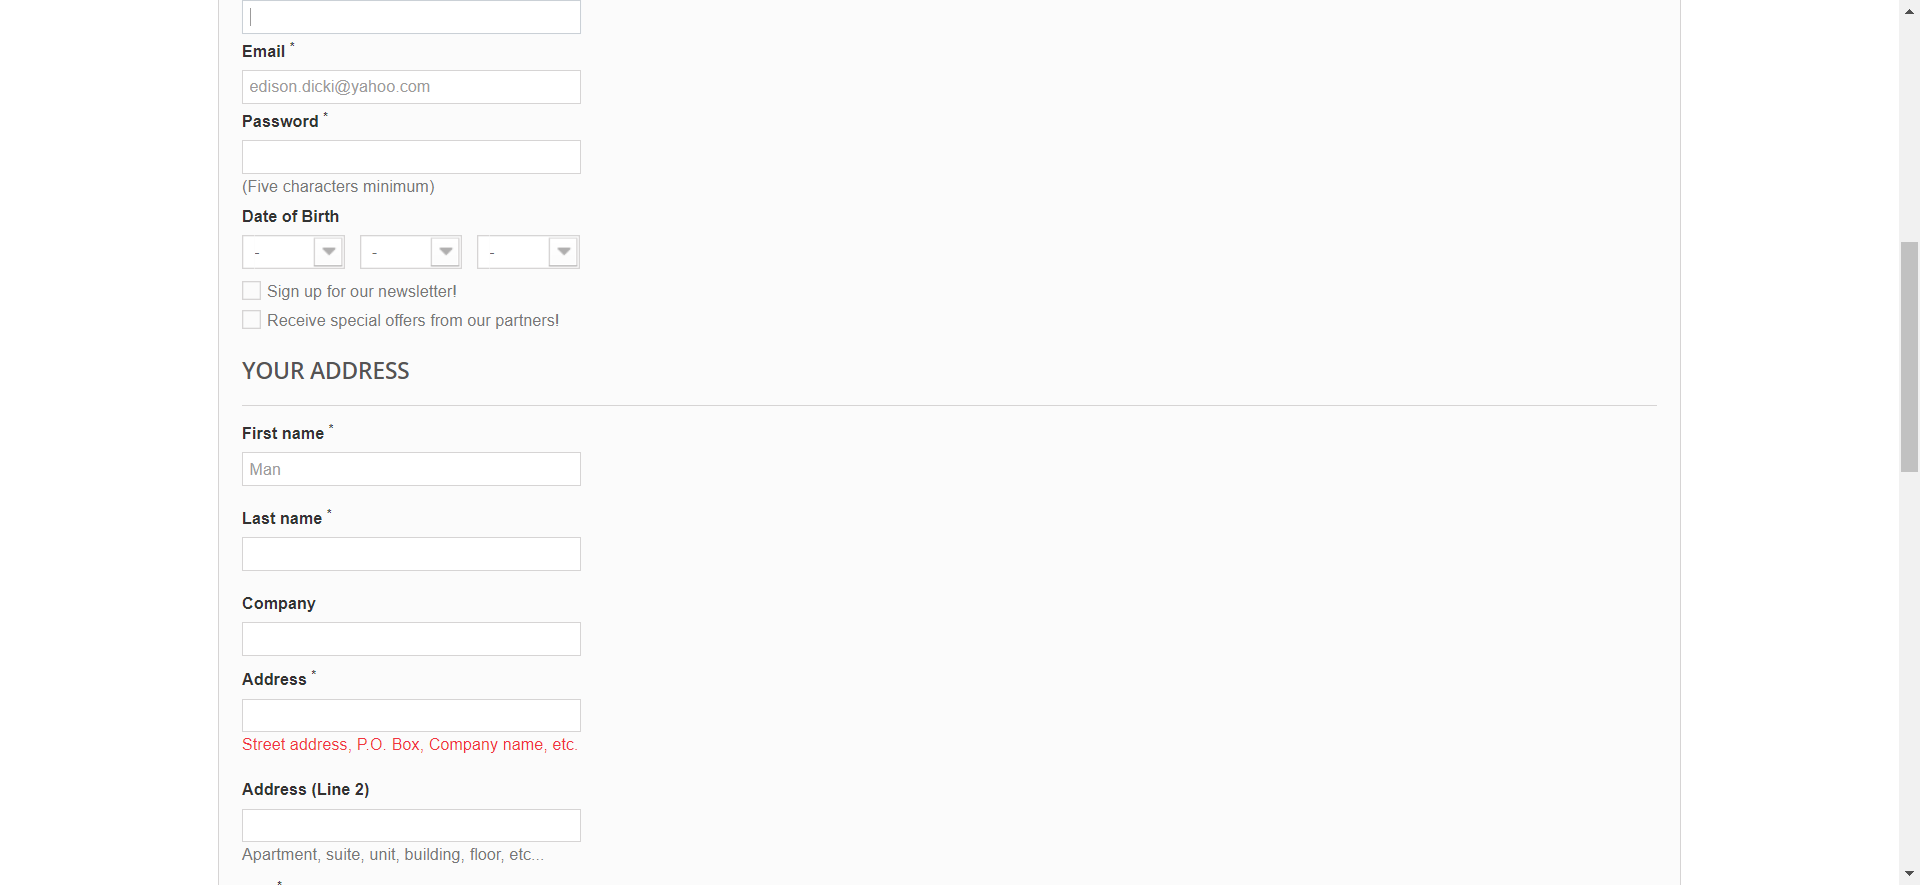 Email *
edison.dicki@yahoo.com
Password *
(Five characters minimum)
Date of Birth
- - -
Sign up for our newsletter!
Receive special offers from our partners!
YOUR ADDRESS
First name *
Man
Last name *
Company
Address *
Street address, P.O. Box, Company name, etc.
Address (Line 2)
Apartment, suite, unit, building, floor, etc...
*